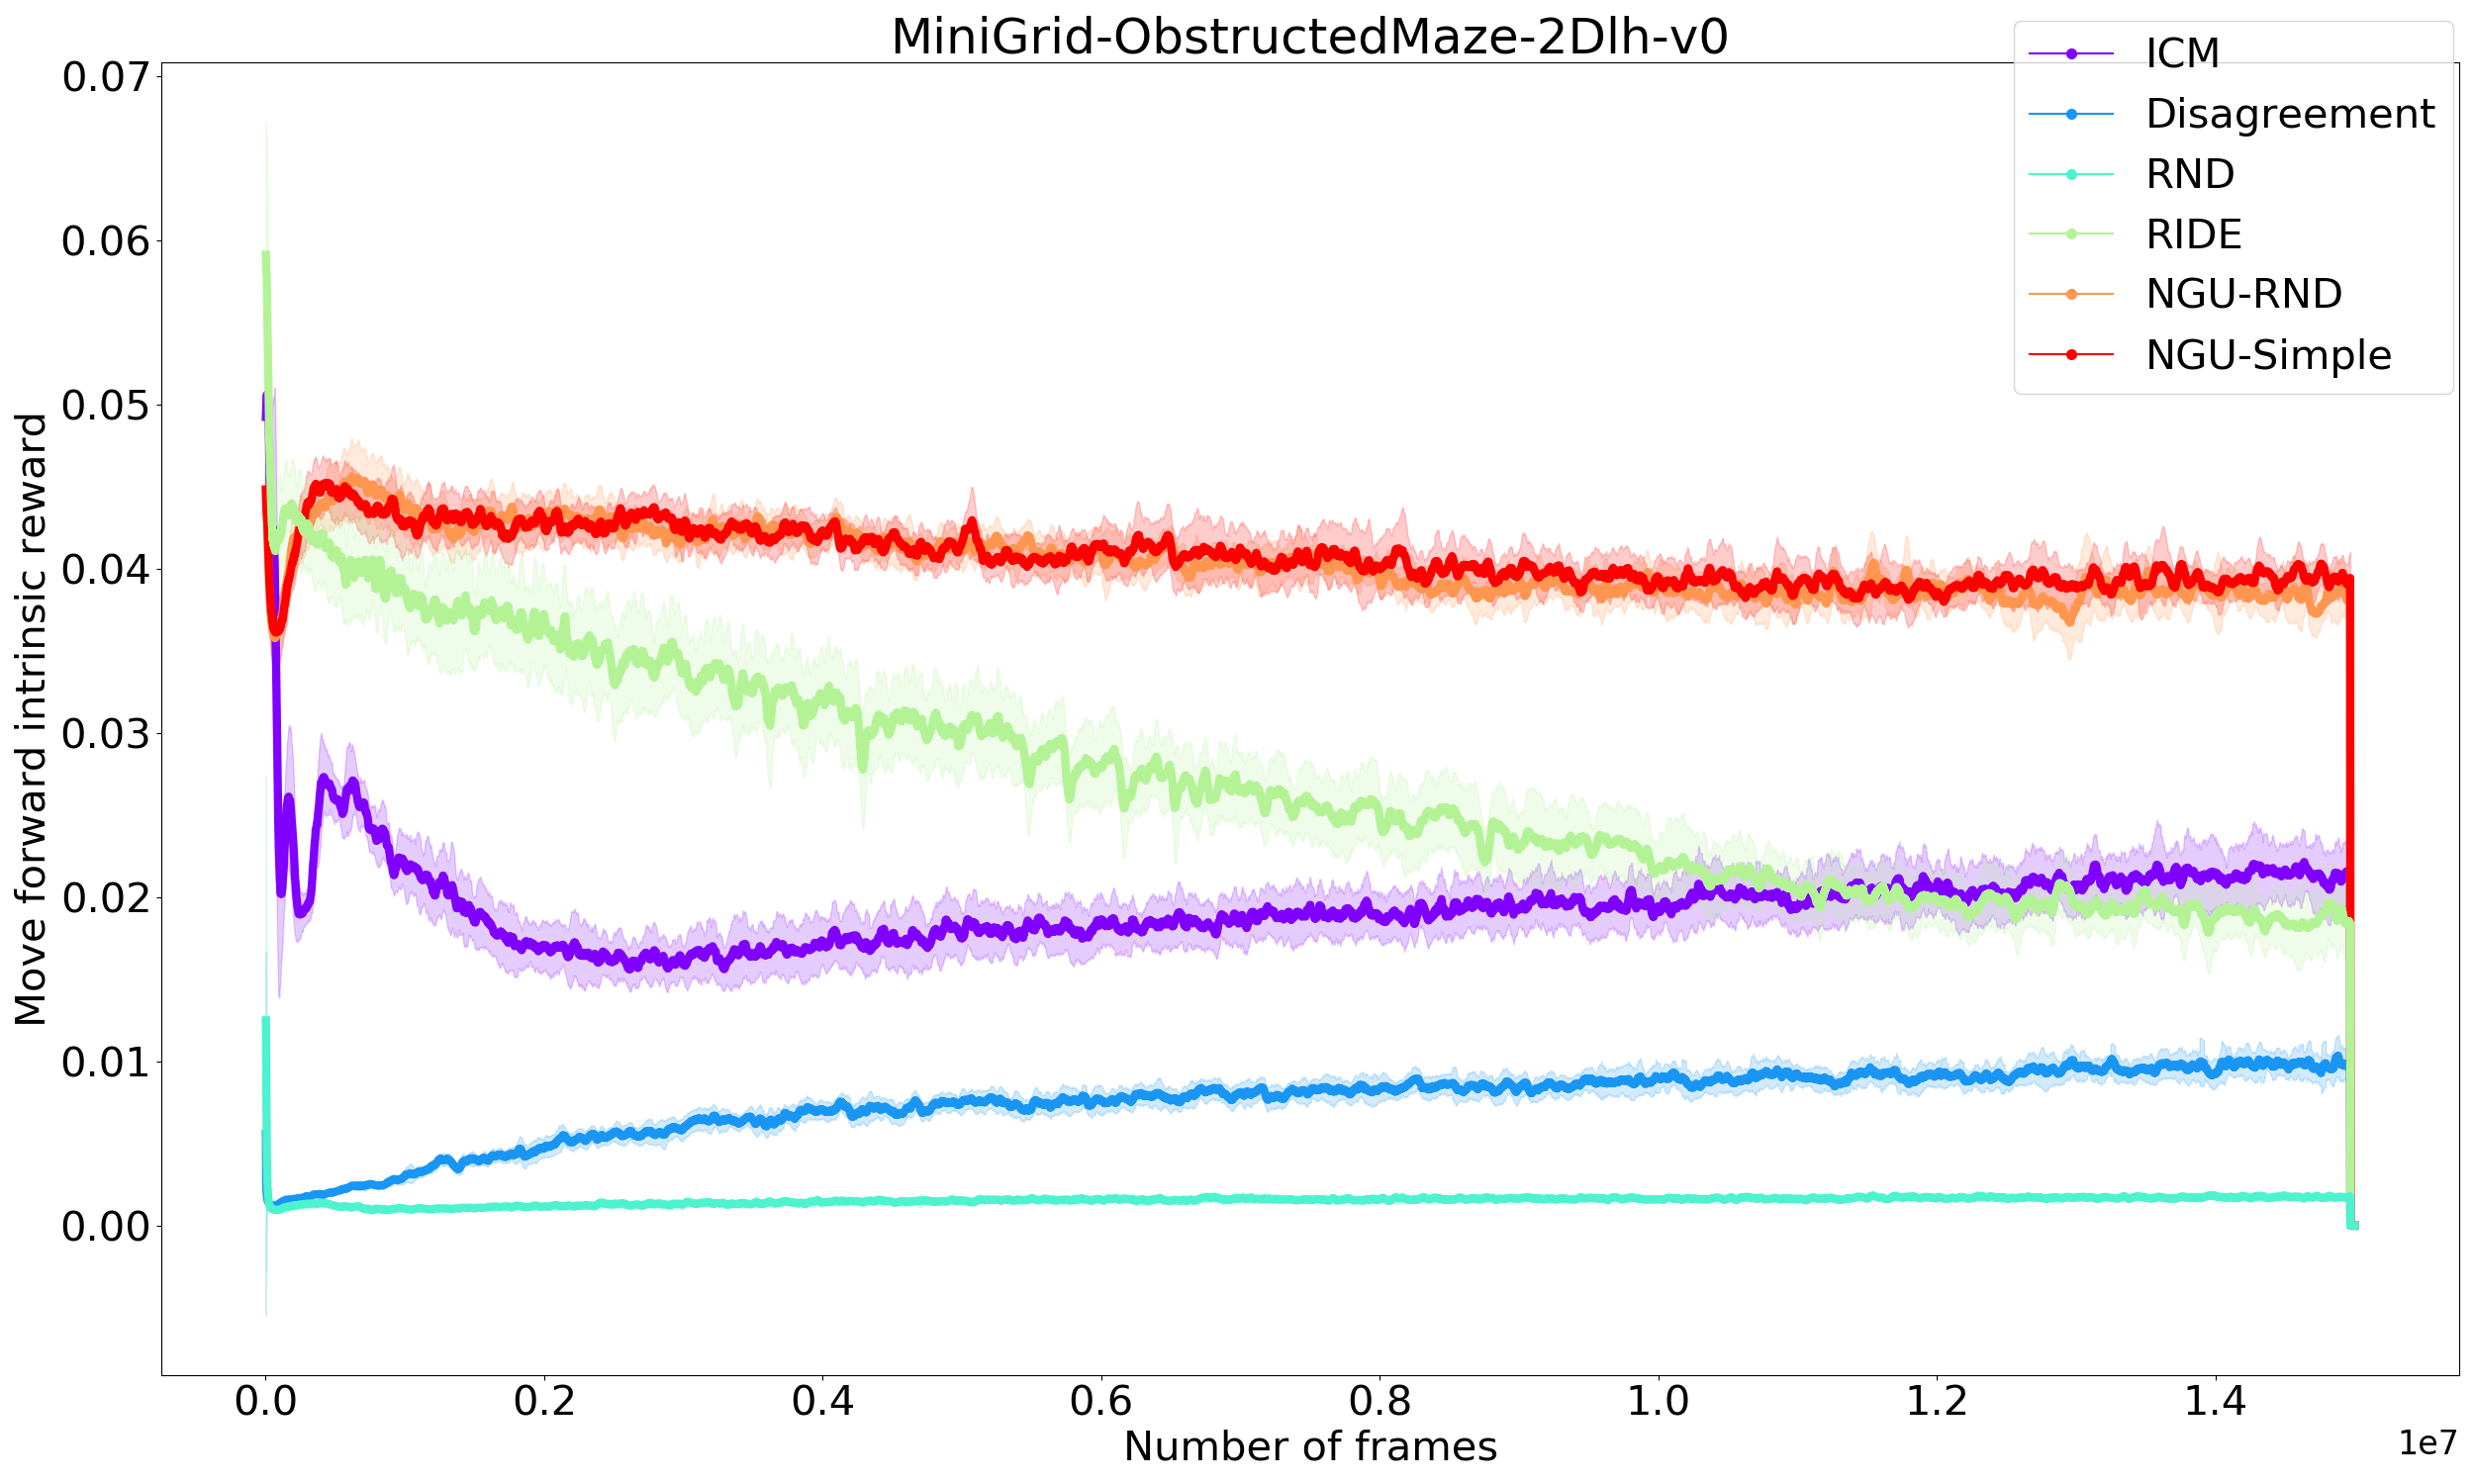 MiniGrid-ObstructedMaze-2Dlh-v0
ICM
Disagreement
RND
RIDE
NGU-RND
NGU-Simple
Move forward intrinsic reward
0.07
0.06
0.05
0.04
0.03
0.02
0.01
0.00
0.0 0.2 0.4 0.6 0.8 1.0 1.2 1.4
1e7
Number of frames